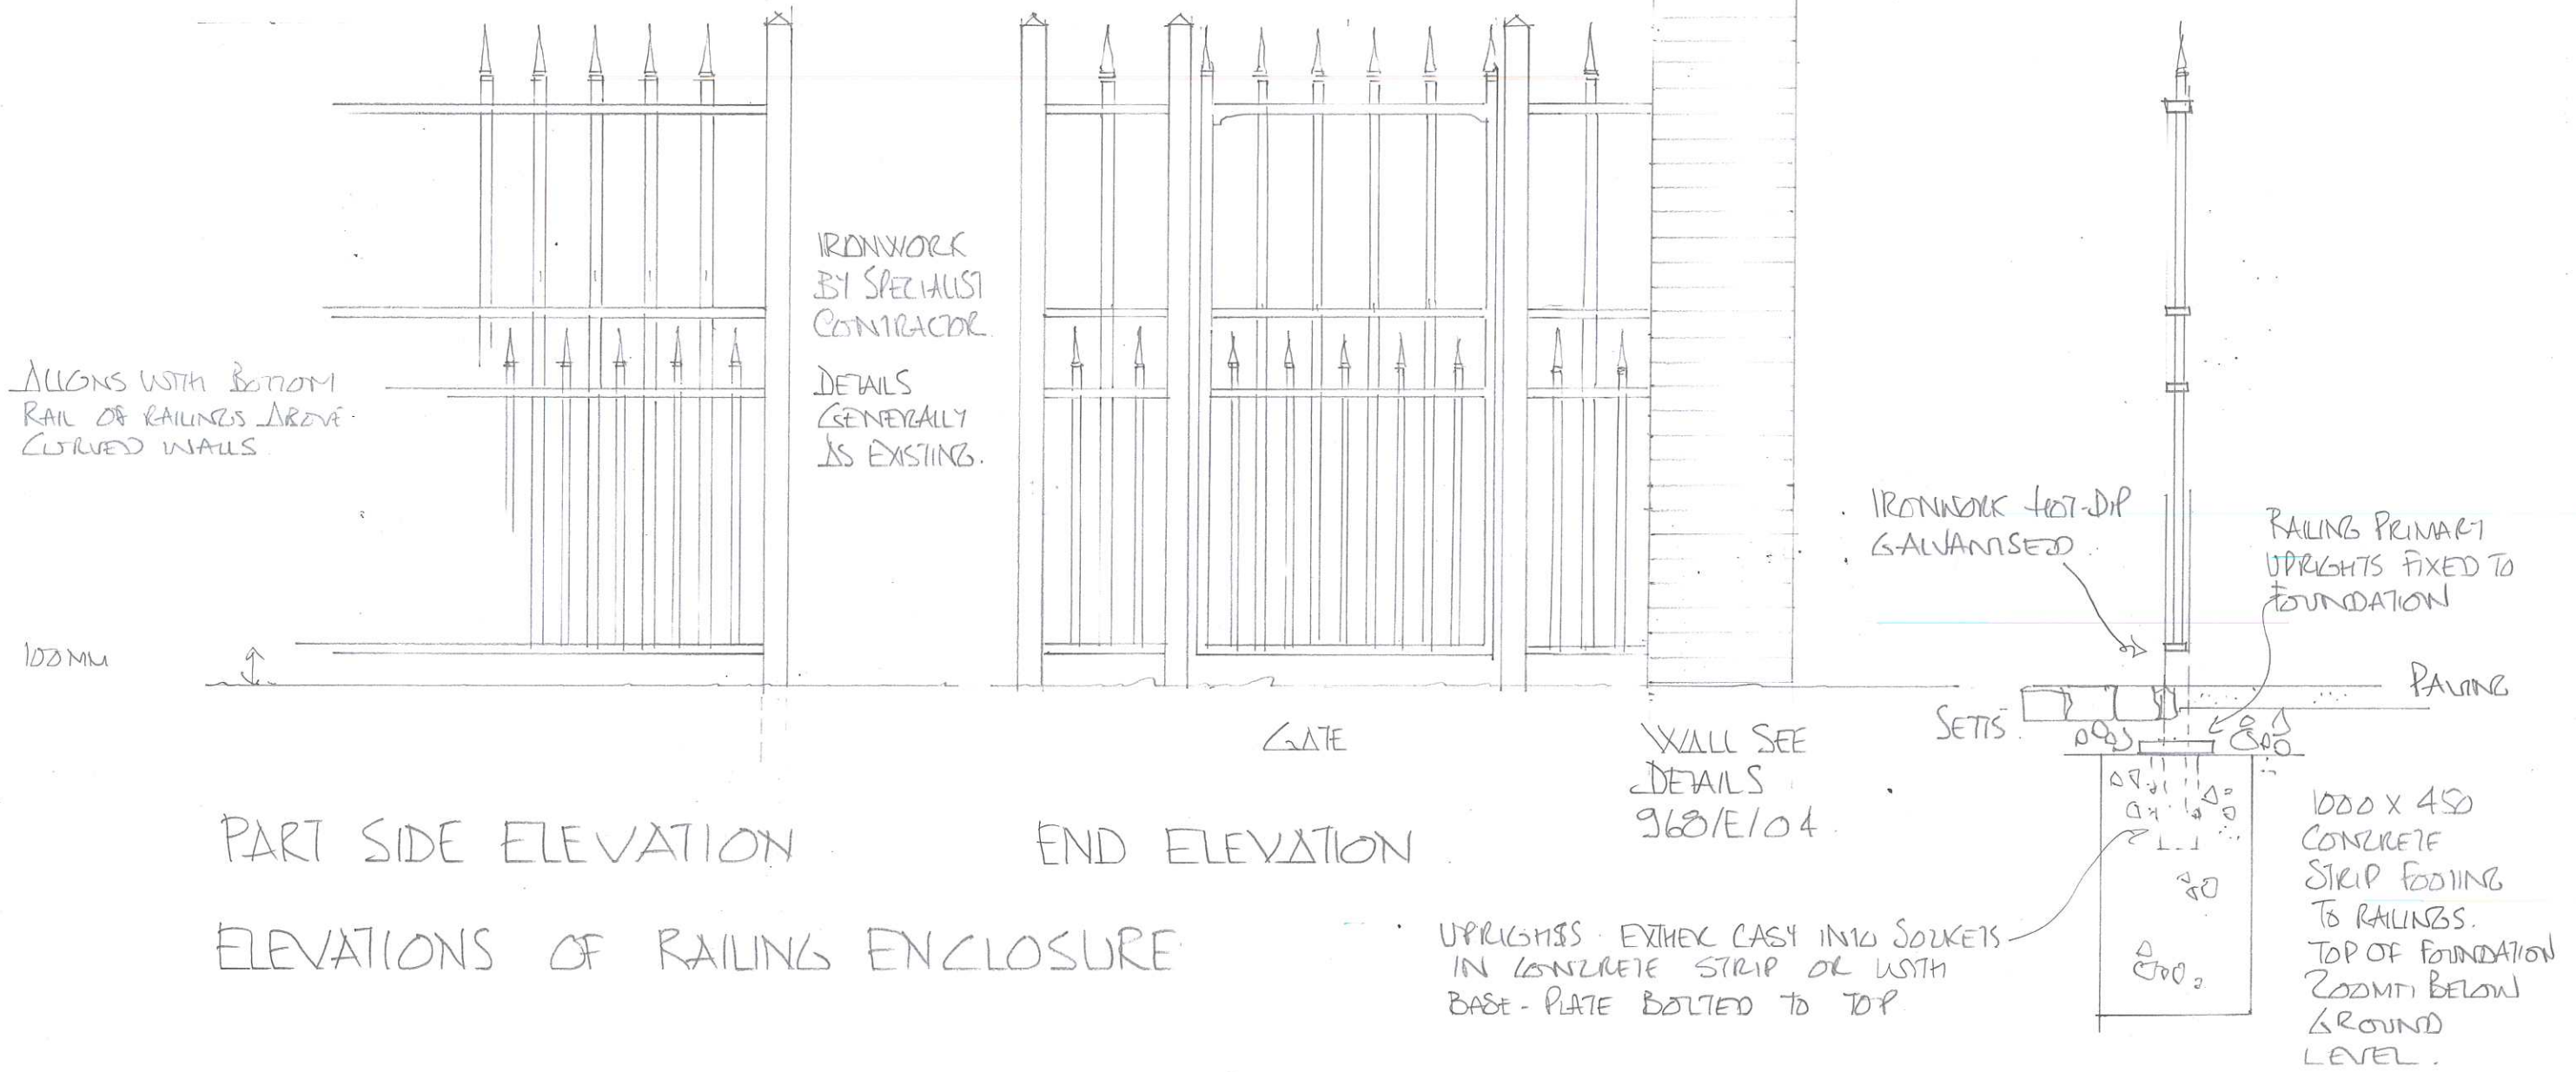 IRONWORK
BY SPECIALIST
CONTRACTOR.
DETAILS
GENERALLY
AS EXISTING.
ALIGNS WITH BOTTOM
RAIL OF RAILINGS ABOVE
CURVED WALLS
100MM
GATE
WALL SEE
DETAILS
968/E/04
IRONWORK HOT-DIP
GALVANISED.
RAILING PRIMARY
UPRIGHTS FIXED TO
FOUNDATION
PAVING
SETTS.
1000 X 450
CONCRETE
STRIP FOOTING
TO RAILINGS.
TOP OF FOUNDATION
200MM BELOW
GROUND
LEVEL.
UPRIGHTS EITHER CAST INTO SOCKETS
IN CONCRETE STRIP OR WITH
BASE-PLATE BOLTED TO TOP
PART SIDE ELEVATION
END ELEVATION.
ELEVATIONS OF RAILING ENCLOSURE